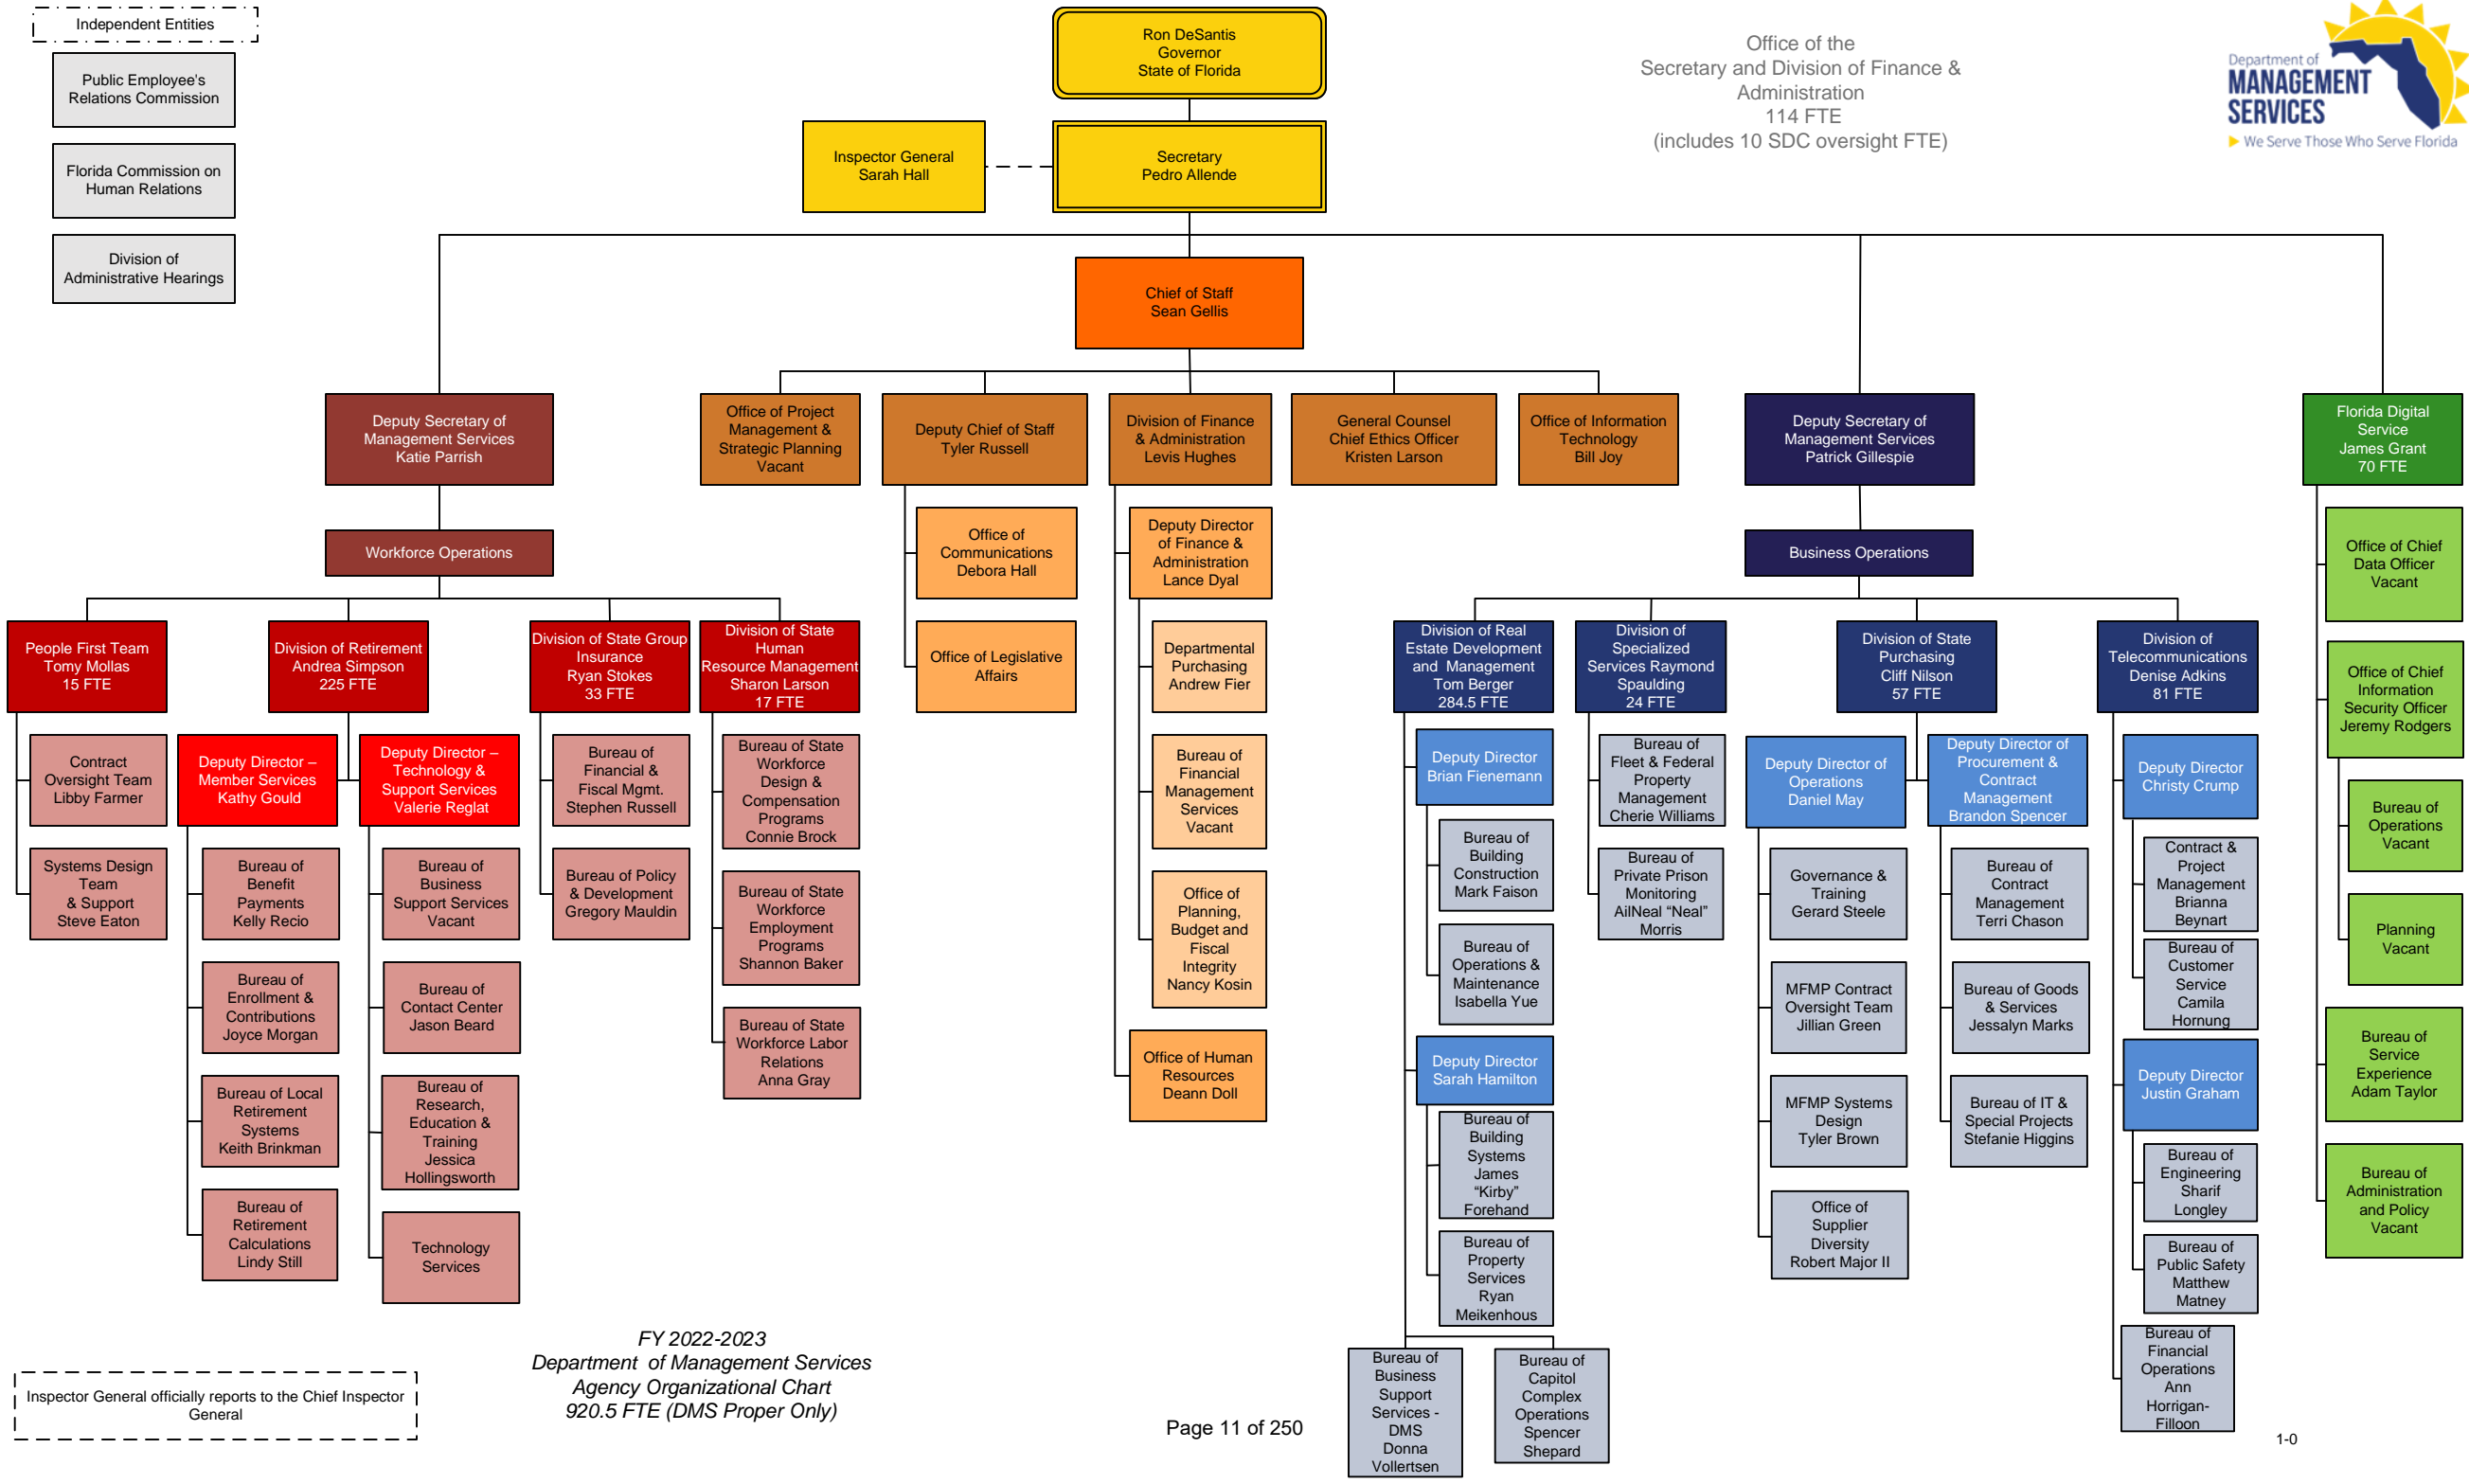 Independent Entities
Public Employee's
Relations Commission
Florida Commission on
Human Relations
Division of
Administrative Hearings
Ron DeSantis
Governor
State of Florida
Inspector General
Sarah Hall
Secretary
Pedro Allende
Office of the
Secretary and Division of Finance &
Administration
114 FTE
(includes 10 SDC oversight FTE)
Department of
MANAGEMENT
SERVICES
We Serve Those Who Serve Florida
Chief of Staff
Sean Gellis
Deputy Secretary of
Management Services
Katie Parrish
Office of Project
Management &
Strategic Planning
Vacant
Deputy Chief of Staff
Tyler Russell
Division of Finance
& Administration
Levis Hughes
General Counsel
Chief Ethics Officer
Kristen Larson
Office of Information
Technology
Bill Joy
Deputy Secretary of
Management Services
Patrick Gillespie
Florida Digital
Service
James Grant
70 FTE
Workforce Operations
Office of
Communications
Debora Hall
Office of Legislative
Affairs
Deputy Director
of Finance &
Administration
Lance Dyal
Departmental
Purchasing
Andrew Fier
Bureau of
Financial
Management
Services
Vacant
Office of
Planning,
Budget and
Fiscal
Integrity
Nancy Kosin
Office of Human
Resources
Deann Doll
Business Operations
Office of Chief
Data Officer
Vacant
Office of Chief
Information
Security Officer
Jeremy Rodgers
Bureau of
Operations
Vacant
Planning
Vacant
Bureau of
Service
Experience
Adam Taylor
Bureau of
Administration
and Policy
Vacant
People First Team
Tomy Mollas
15 FTE
Contract
Oversight Team
Libby Farmer
Systems Design
Team
& Support
Steve Eaton
Division of Retirement
Andrea Simpson
225 FTE
Deputy Director –
Member Services
Kathy Gould
Bureau of
Benefit
Payments
Kelly Recio
Bureau of
Enrollment &
Contributions
Joyce Morgan
Bureau of Local
Retirement
Systems
Keith Brinkman
Bureau of
Retirement
Calculations
Lindy Still
Deputy Director –
Technology &
Support Services
Valerie Reglat
Bureau of
Business
Support Services
Vacant
Bureau of
Contact Center
Jason Beard
Bureau of
Research,
Education &
Training
Jessica
Hollingsworth
Technology
Services
Division of State Group
Insurance
Ryan Stokes
33 FTE
Bureau of
Financial &
Fiscal Mgmt.
Stephen Russell
Bureau of Policy
& Development
Gregory Mauldin
Division of State
Human
Resource Management
Sharon Larson
17 FTE
Bureau of State
Workforce
Design &
Compensation
Programs
Connie Brock
Bureau of State
Workforce
Employment
Programs
Shannon Baker
Bureau of State
Workforce Labor
Relations
Anna Gray
Division of Real
Estate Development
and Management
Tom Berger
284.5 FTE
Deputy Director
Brian Fienemann
Bureau of
Building
Construction
Mark Faison
Bureau of
Operations &
Maintenance
Isabella Yue
Deputy Director
Sarah Hamilton
Bureau of
Building
Systems
James
“Kirby”
Forehand
Bureau of
Property
Services
Ryan
Meikenhous
Bureau of
Business
Support
Services -
DMS
Donna
Vollertsen
Bureau of
Capitol
Complex
Operations
Spencer
Shepard
Division of
Specialized
Services Raymond
Spaulding
24 FTE
Bureau of
Fleet & Federal
Property
Management
Cherie Williams
Bureau of
Private Prison
Monitoring
AilNeal “Neal”
Morris
Division of State
Purchasing
Cliff Nilson
57 FTE
Deputy Director of
Operations
Daniel May
Governance &
Training
Gerard Steele
MFMP Contract
Oversight Team
Jillian Green
MFMP Systems
Design
Tyler Brown
Office of
Supplier
Diversity
Robert Major II
Deputy Director of
Procurement &
Contract
Management
Brandon Spencer
Bureau of
Contract
Management
Terri Chason
Bureau of Goods
& Services
Jessalyn Marks
Bureau of IT &
Special Projects
Stefanie Higgins
Division of
Telecommunications
Denise Adkins
81 FTE
Deputy Director
Christy Crump
Contract &
Project
Management
Brianna
Beynart
Bureau of
Customer
Service
Camila
Hornung
Deputy Director
Justin Graham
Bureau of
Engineering
Sharif
Longley
Bureau of
Public Safety
Matthew
Matney
Bureau of
Financial
Operations
Ann
Horrigan-
Filloon
Inspector General officially reports to the Chief Inspector
General
FY 2022-2023
Department of Management Services
Agency Organizational Chart
920.5 FTE (DMS Proper Only)
Page 11 of 250
1-0